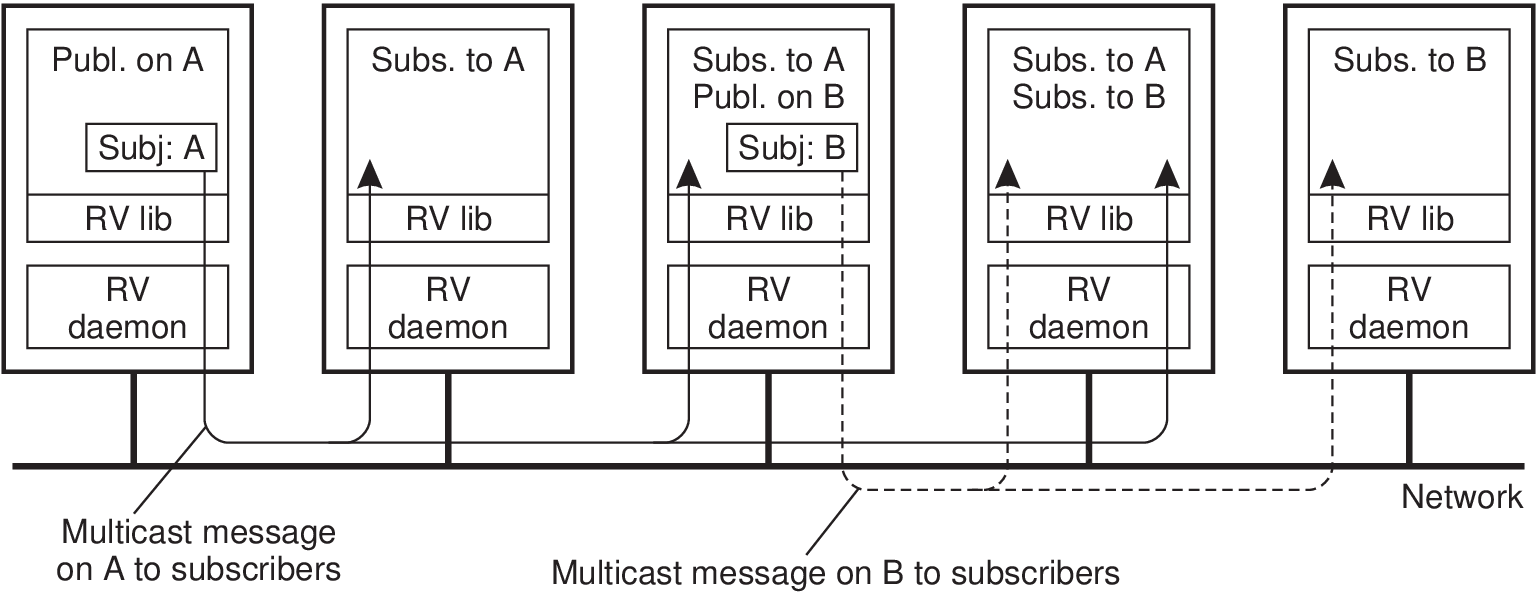 Publ. on A
Subj: A
RV lib
RV
daemon
Subs. to A
RV lib
RV
daemon
Subs. to A
Publ. on B
Subj: B
RV lib
RV
daemon
Subs. to A
Subs. to B
RV lib
RV
daemon
Subs. to B
RV lib
RV
daemon
Network
Multicast message
on A to subscribers
Multicast message on B to subscribers